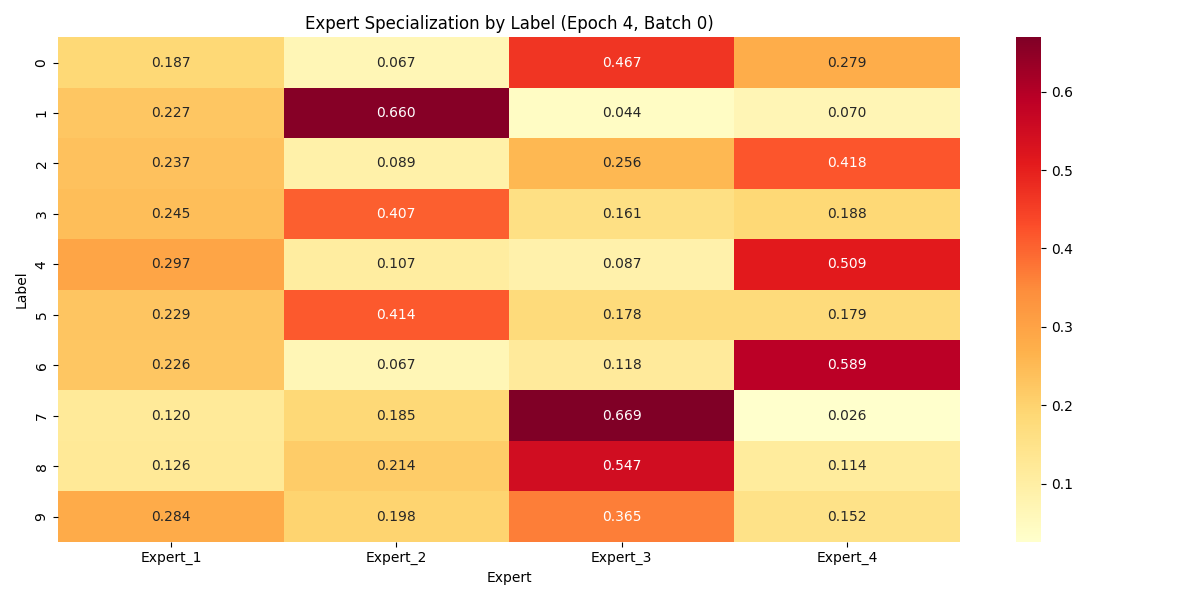 Expert Specialization by Label (Epoch 4, Batch 0)
0 0.187 0.067 0.467 0.279
1 0.227 0.660 0.044 0.070
2 0.237 0.089 0.256 0.418
3 0.245 0.407 0.161 0.188
4 0.297 0.107 0.087 0.509
5 0.229 0.414 0.178 0.179
6 0.226 0.067 0.118 0.589
7 0.120 0.185 0.669 0.026
8 0.126 0.214 0.547 0.114
9 0.284 0.198 0.365 0.152
Label
Expert_1 Expert_2 Expert_3 Expert_4
Expert
0.6
0.5
0.4
0.3
0.2
0.1